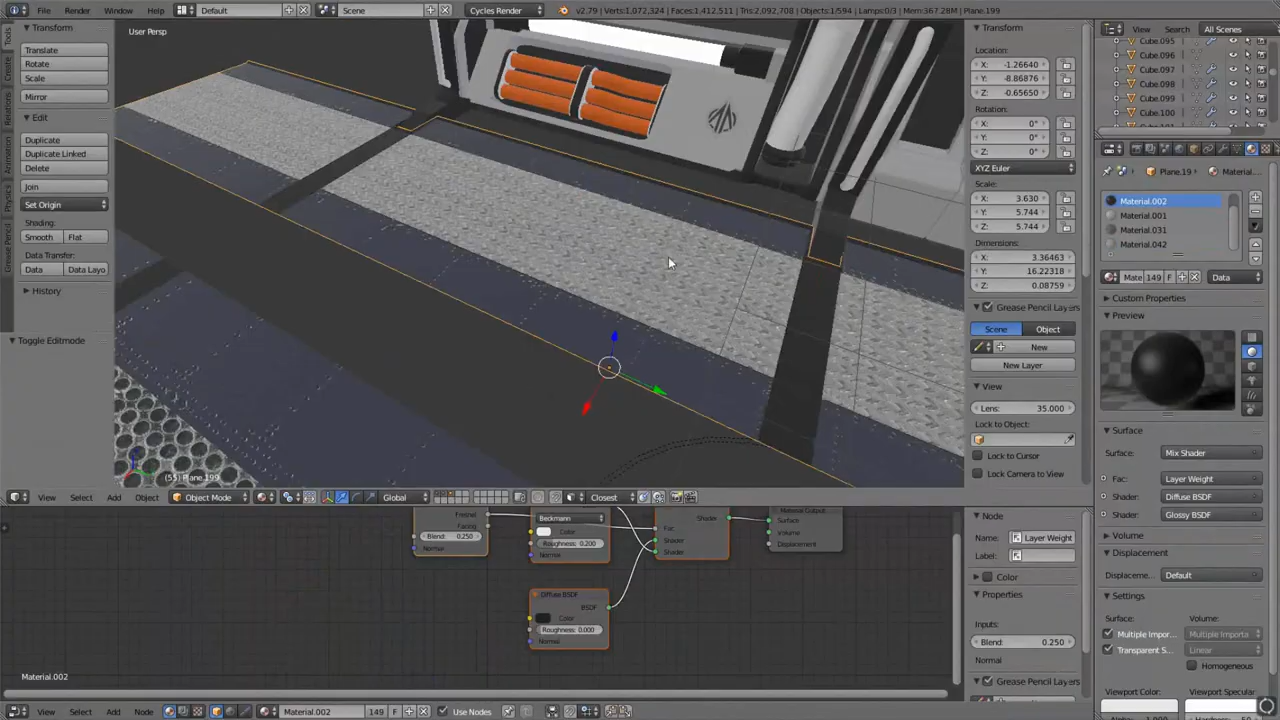 File Render Window Help Default Scene Cycles Render v2.79 | Verts:1,072,324 | Faces:1,412,511 | Tris:2,092,708 | Objects:1/594 | Lamps:0/3 | Mem:367.28M | Plane.199
Transform
Translate
Rotate
Scale
Mirror
Edit
Duplicate
Duplicate Linked
Delete
Join
Set Origin
Shading:
Smooth Flat
Data Transfer:
Data Data Layo
History
Toggle Editmode
Tools
Create
Relations
Animation
Physics
Grease Pencil
User Persp
(55) Plane.199
View Select Add Object Object Mode Global Closest
Transform
Location:
X: -1.26640
Y: -8.86876
Z: -0.65650
Rotation:
X: 0°
Y: 0°
Z: 0°
XYZ Euler
Scale:
X: 3.630
Y: 5.744
Z: 5.744
Dimensions:
X: 3.36463
Y: 16.22318
Z: 0.08759
Grease Pencil Layers
Scene Object
New
New Layer
View
Lens: 35.000
Lock to Object:
Lock to Cursor
Lock Camera to View
View Search All Scenes
Cube.095
Cube.096
Cube.097
Cube.098
Cube.099
Cube.100
Plane.19 Material.
Material.002
Material.001
Material.031
Material.042
Mate 149 F Data
Custom Properties
Preview
Surface
Surface: Mix Shader
Fac: Layer Weight
Shader: Diffuse BSDF
Shader: Glossy BSDF
Volume
Displacement
Displaceme... Default
Settings
Surface: Volume:
Multiple Impor... Multiple Importa
Transparent S... Linear
Homogeneous
Viewport Color: Viewport Specular:
Fresnel
Facing
Blend: 0.250
Normal
Beckmann
Color
Roughness: 0.200
Normal
Shader
Fac
Shader
Shader
Material Output
Surface
Volume
Displacement
Diffuse BSDF
BSDF
Color
Roughness: 0.000
Normal
Node
Name: Layer Weight
Label:
Color
Properties
Inputs:
Blend: 0.250
Normal
Grease Pencil Layers
Material.002
View Select Add Node Material.002 149 F Use Nodes